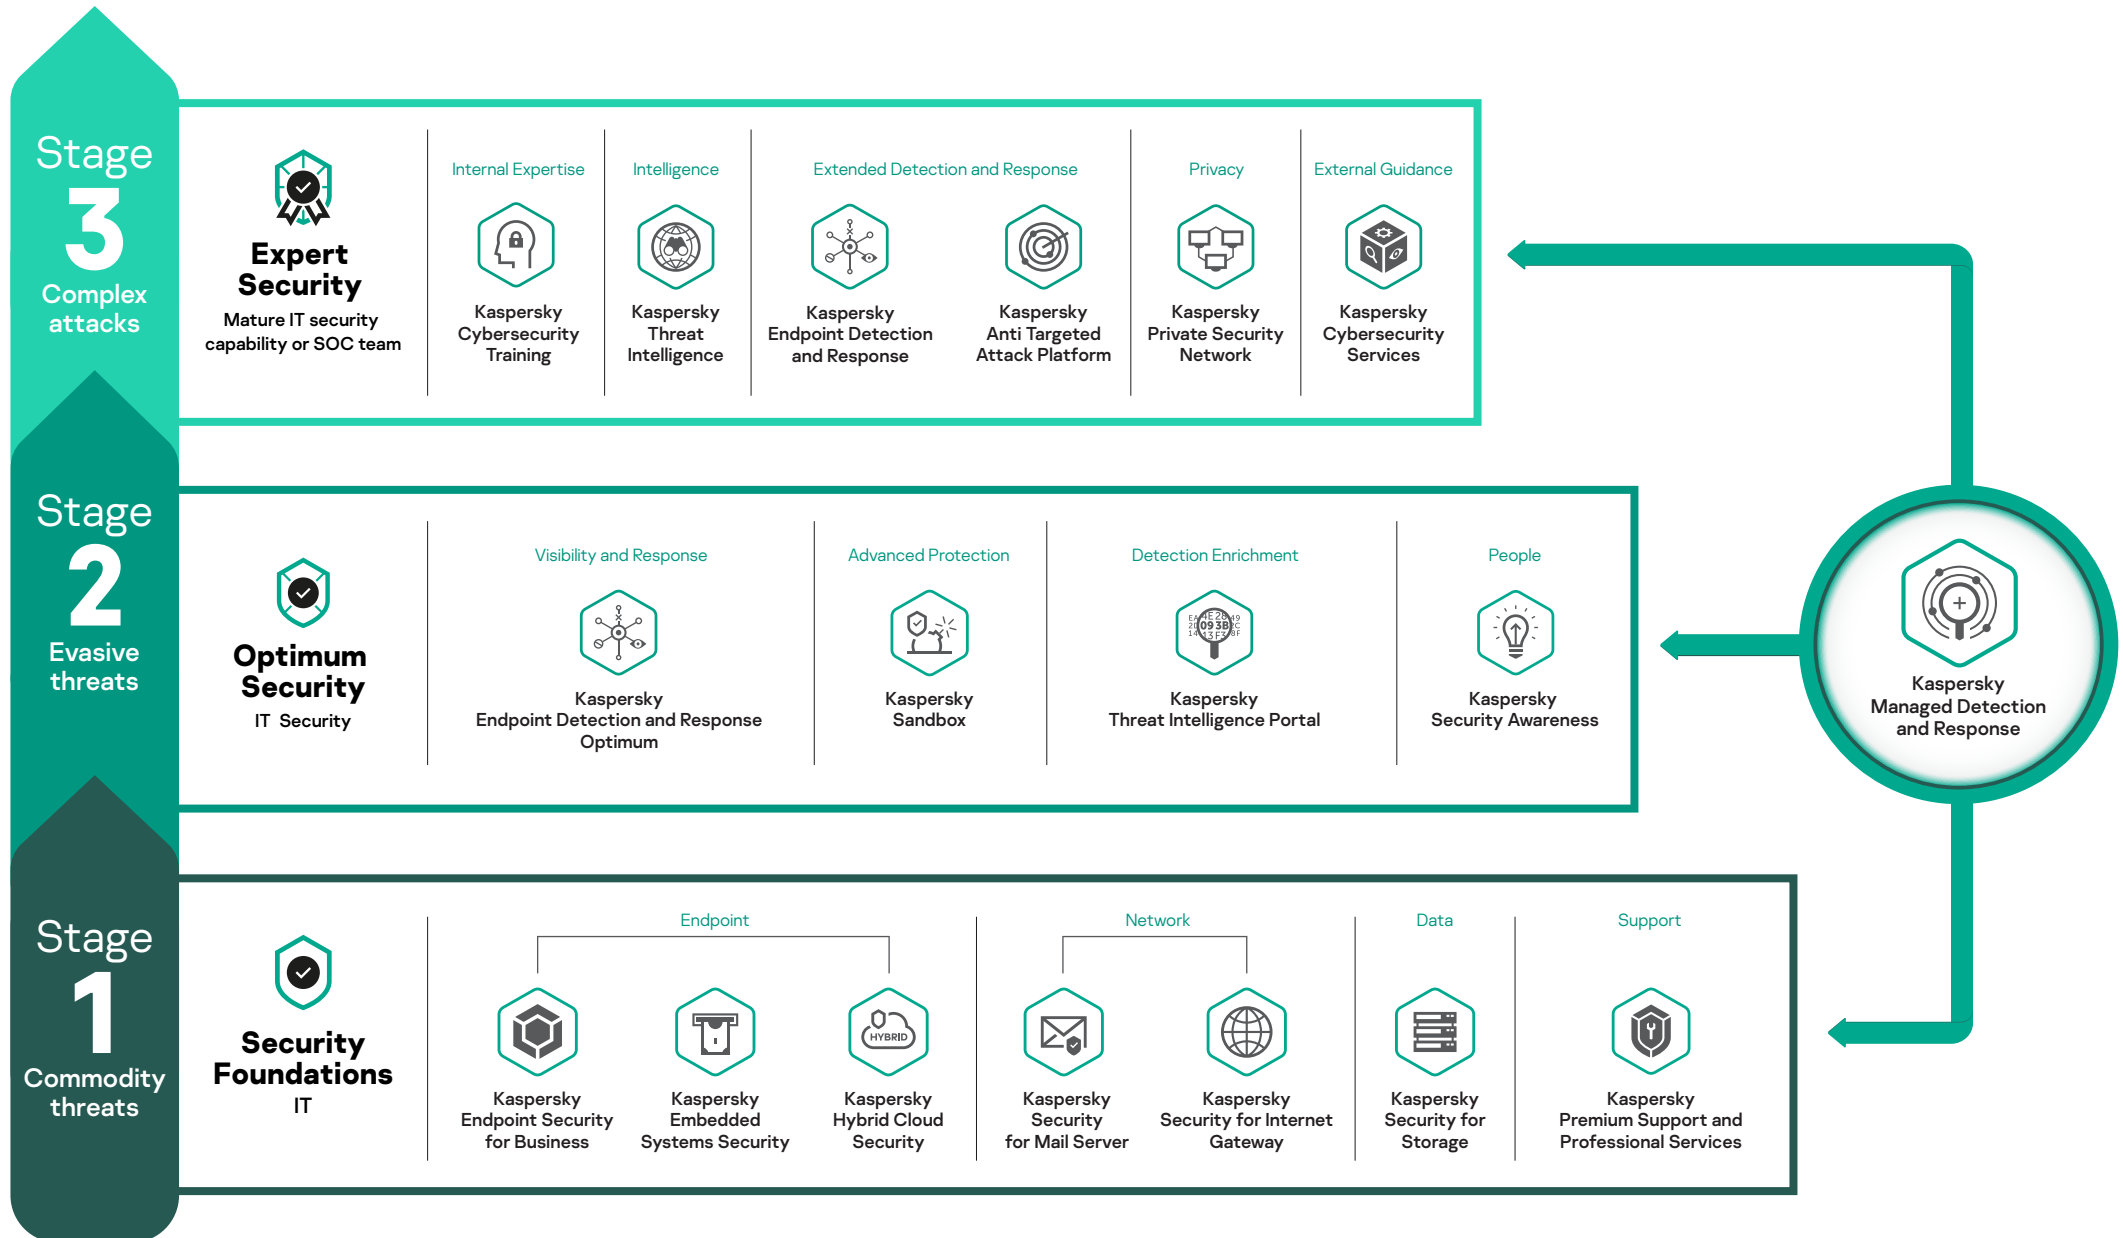 Stage
3
Complex
attacks
Expert
Security
Mature IT security
capability or SOC team
Internal Expertise
Kaspersky
Cybersecurity
Training
Intelligence
Kaspersky
Threat
Intelligence
Extended Detection and Response
Kaspersky
Endpoint Detection
and Response
Kaspersky
Anti Targeted
Attack Platform
Privacy
Kaspersky
Private Security
Network
External Guidance
Kaspersky
Cybersecurity
Services
Stage
2
Evasive
threats
Optimum
Security
IT Security
Visibility and Response
Kaspersky
Endpoint Detection and Response
Optimum
Advanced Protection
Kaspersky
Sandbox
Detection Enrichment
09 3B
Kaspersky
Threat Intelligence Portal
People
Kaspersky
Security Awareness
Kaspersky
Managed Detection
and Response
Stage
1
Commodity
threats
Security
Foundations
IT
Endpoint
Kaspersky
Endpoint Security
for Business
Kaspersky
Embedded
Systems Security
HYBRID
Kaspersky
Hybrid Cloud
Security
Network
Kaspersky
Security
for Mail Server
Kaspersky
Security for Internet
Gateway
Data
Kaspersky
Security for
Storage
Support
Kaspersky
Premium Support and
Professional Services